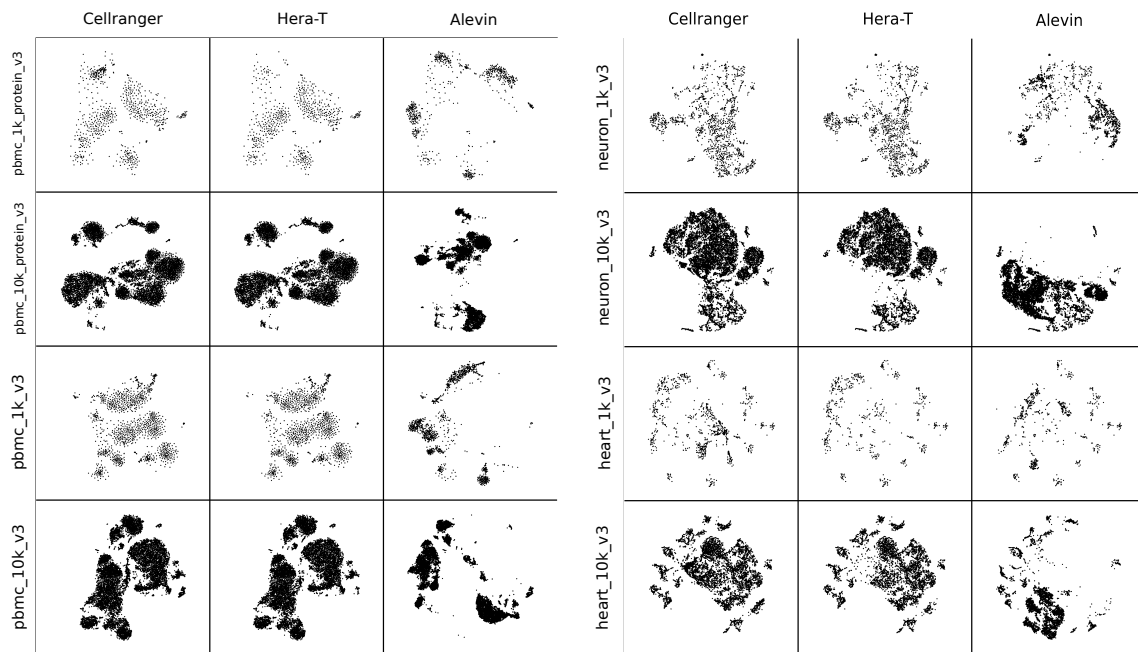 Cellranger Hera-T Alevin
pbmc_1k_protein_v3
pbmc_10k_protein_v3
pbmc_1k_v3
pbmc_10k_v3
Cellranger Hera-T Alevin
neuron_1k_v3
neuron_10k_v3
heart_1k_v3
heart_10k_v3